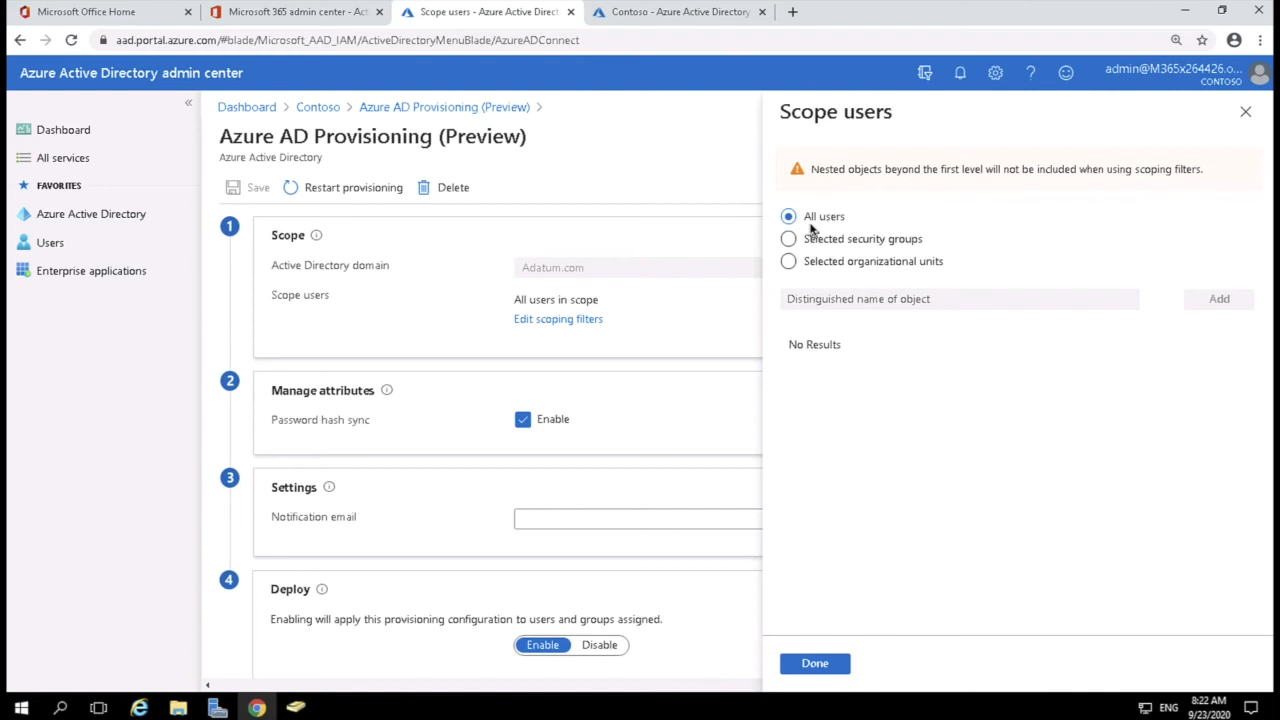 Microsoft Office Home
Microsoft 365 admin center - Act
Scope users - Azure Active Direct
Contoso - Azure Active Directory
aad.portal.azure.com/#blade/Microsoft_AAD_IAM/ActiveDirectoryMenuBlade/AzureADConnect
Azure Active Directory admin center
admin@M365x264426.o...
CONTOSO
Dashboard
All services
FAVORITES
Azure Active Directory
Users
Enterprise applications
Dashboard > Contoso > Azure AD Provisioning (Preview) >
Azure AD Provisioning (Preview)
Azure Active Directory
Save
Restart provisioning
Delete
1
Scope
Active Directory domain
Adatum.com
Scope users
All users in scope
Edit scoping filters
2
Manage attributes
Password hash sync
Enable
3
Settings
Notification email
4
Deploy
Enabling will apply this provisioning configuration to users and groups assigned.
Enable
Disable
Scope users
Nested objects beyond the first level will not be included when using scoping filters.
All users
Selected security groups
Selected organizational units
Distinguished name of object
Add
No Results
Done
ENG
8:22 AM
9/23/2020